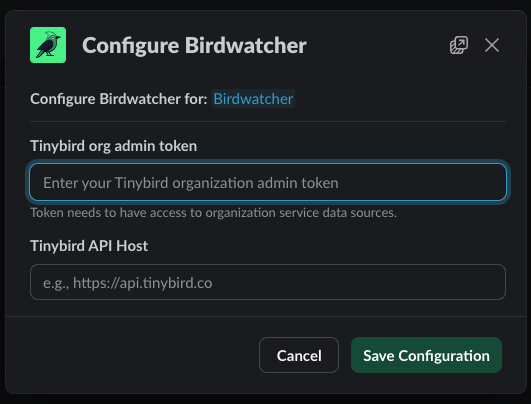 Configure Birdwatcher
Configure Birdwatcher for: Birdwatcher
Tinybird org admin token
Enter your Tinybird organization admin token
Token needs to have access to organization service data sources.
Tinybird API Host
e.g., https://api.tinybird.co
Cancel
Save Configuration